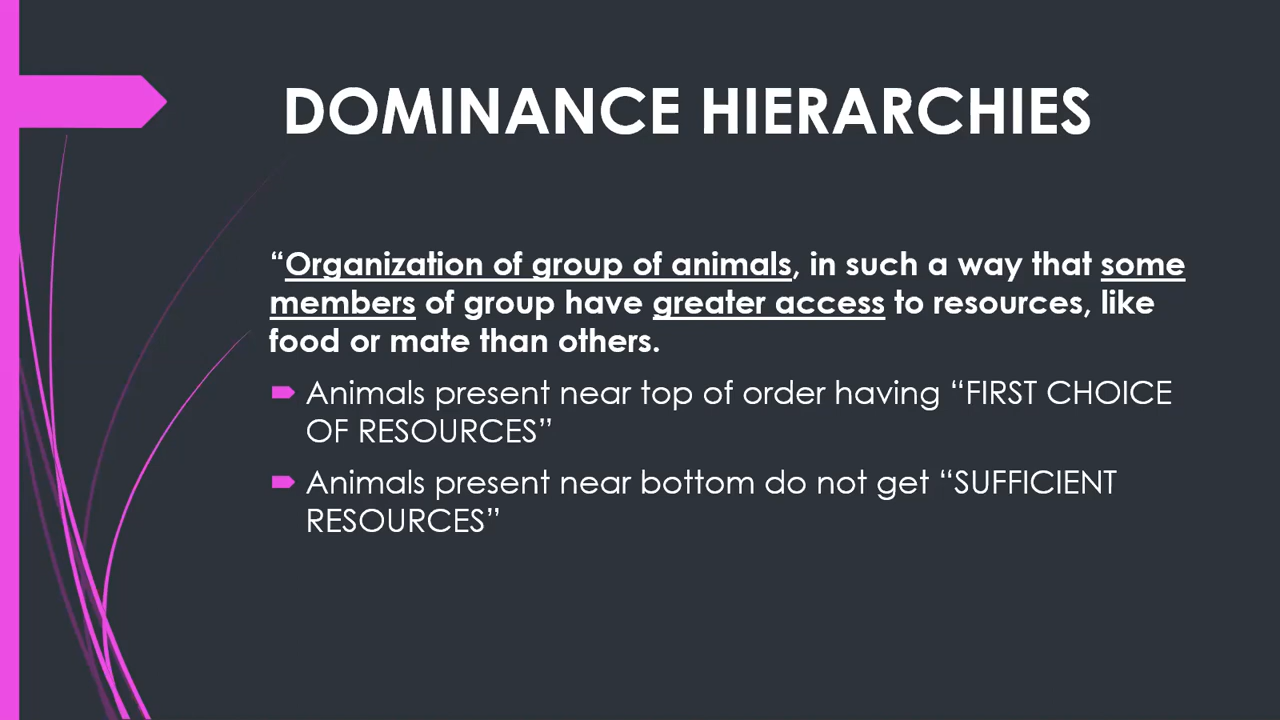 DOMINANCE HIERARCHIES
“Organization of group of animals, in such a way that some
members of group have greater access to resources, like
food or mate than others.
Animals present near top of order having “FIRST CHOICE
OF RESOURCES”
Animals present near bottom do not get “SUFFICIENT
RESOURCES”